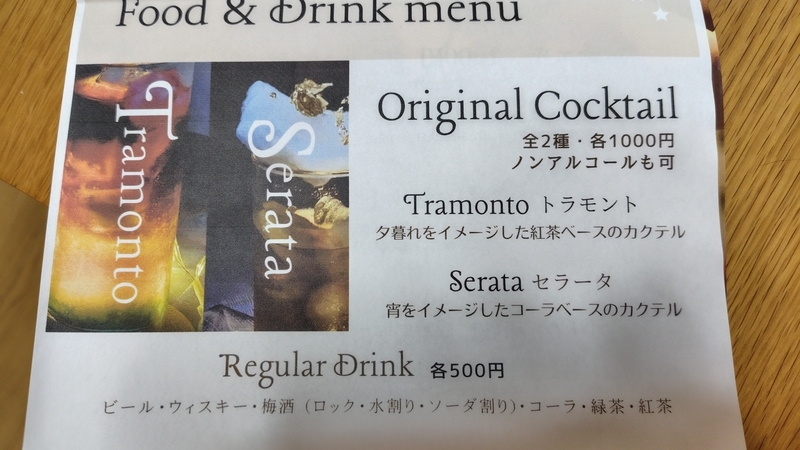 Food & Drink menu
Tramonto
Serata
Original Cocktail
全2種・各1000円
ノンアルコールも可
Tramonto トラモント
夕暮れをイメージした紅茶ベースのカクテル
Serata セラータ
宵をイメージしたコーラベースのカクテル
Regular Drink 各500円
ビール・ウィスキー・梅酒（ロック・水割り・ソーダ割り）・コーラ・緑茶・紅茶